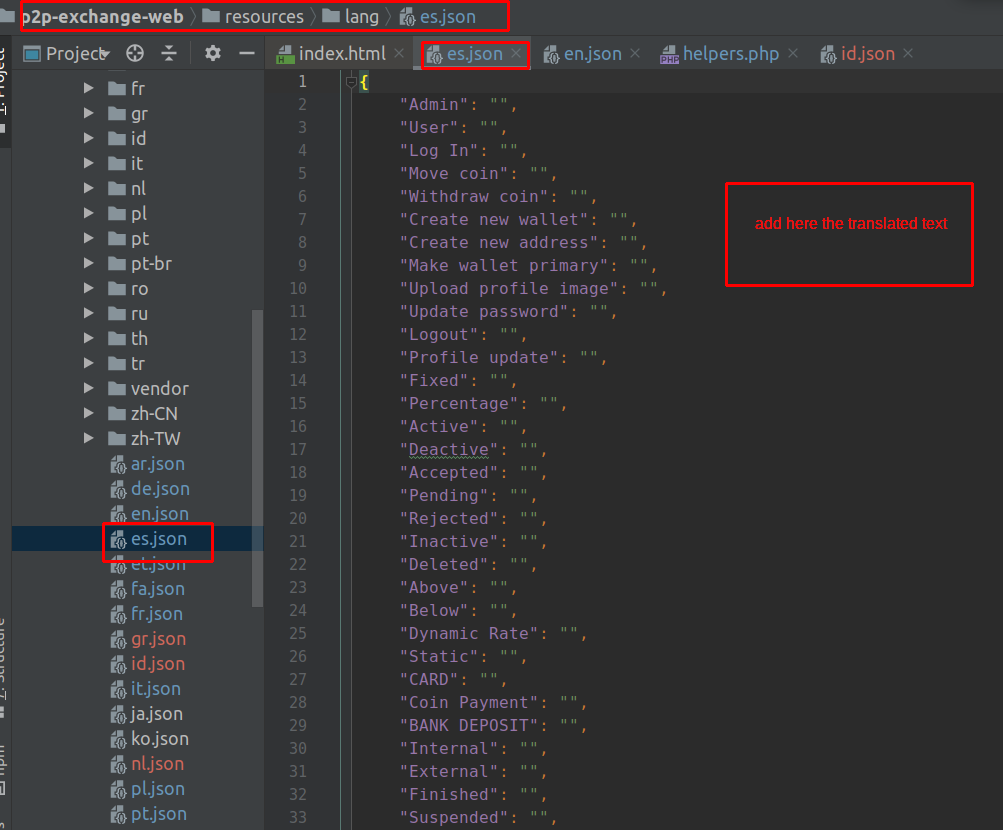 p2p-exchange-web resources lang es.json
Project index.html es.json en.json helpers.php id.json
fr
gr
id
it
nl
pl
pt
pt-br
ro
ru
th
tr
vendor
zh-CN
zh-TW
ar.json
de.json
en.json
es.json
et.json
fa.json
fr.json
gr.json
id.json
it.json
ja.json
ko.json
nl.json
pl.json
pt.json
1 {
2 "Admin": "",
3 "User": "",
4 "Log In": "",
5 "Move coin": "",
6 "Withdraw coin": "",
7 "Create new wallet": "",
8 "Create new address": "",
9 "Make wallet primary": "",
10 "Upload profile image": "",
11 "Update password": "",
12 "Logout": "",
13 "Profile update": "",
14 "Fixed": "",
15 "Percentage": "",
16 "Active": "",
17 "Deactive": "",
18 "Accepted": "",
19 "Pending": "",
20 "Rejected": "",
21 "Inactive": "",
22 "Deleted": "",
23 "Above": "",
24 "Below": "",
25 "Dynamic Rate": "",
26 "Static": "",
27 "CARD": "",
28 "Coin Payment": "",
29 "BANK DEPOSIT": "",
30 "Internal": "",
31 "External": "",
32 "Finished": "",
33 "Suspended": "",
add here the translated text